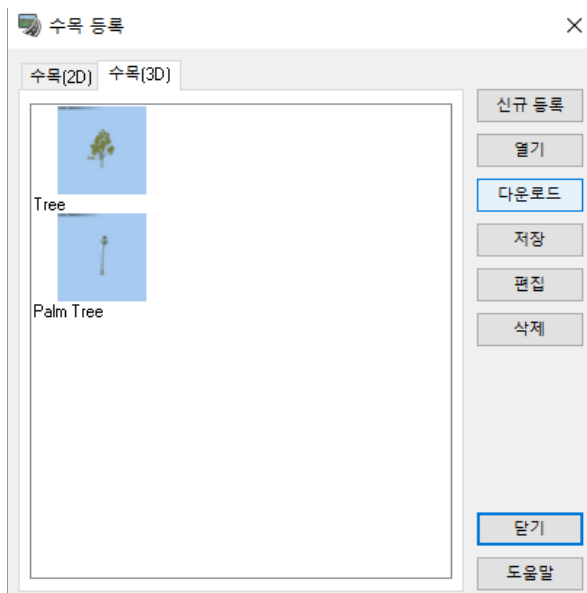 수목 등록
수목(2D) 수목(3D)
Tree
Palm Tree
신규 등록
열기
다운로드
저장
편집
삭제
닫기
도움말